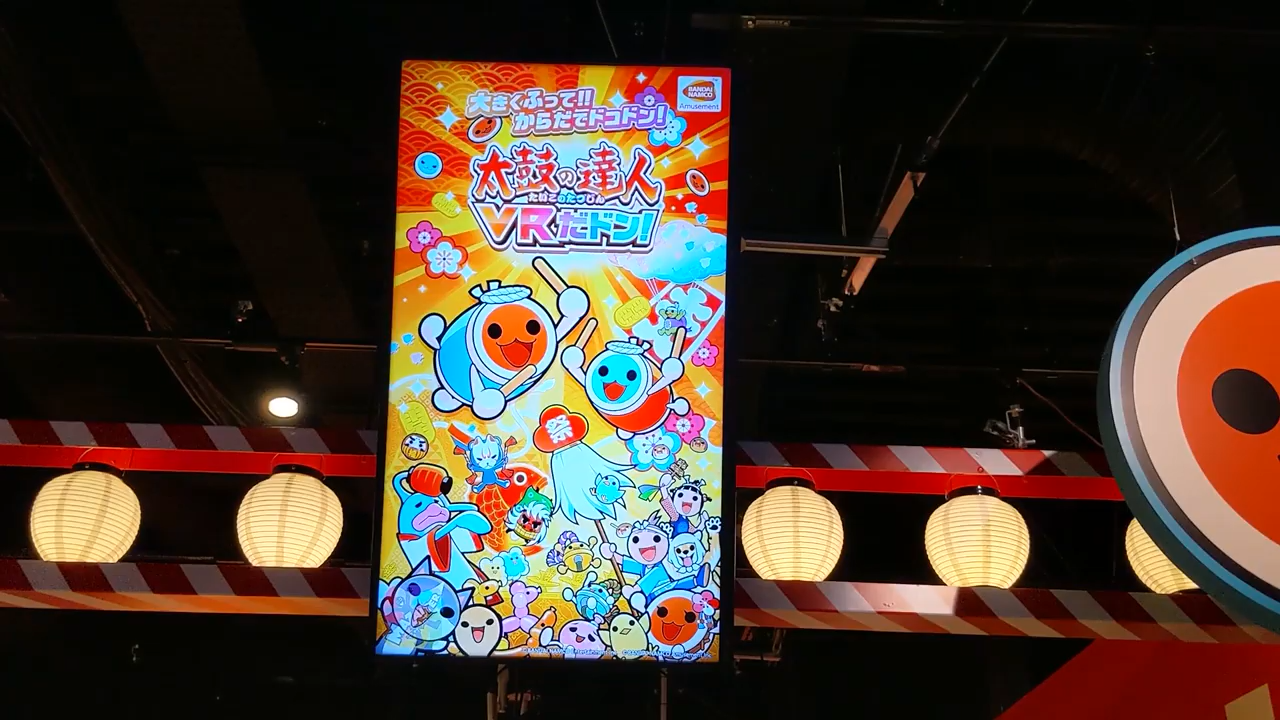 大きくふって!!
からだでドコドン!
BANDAI
NAMCO
Amusement
太鼓の達人
たいこのたつじん
VRだドン!
祭